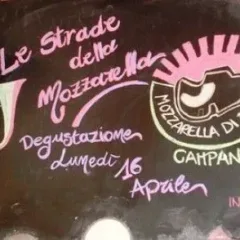 Le Strade
della
Mozzarella
Degustazione
Lunedì 16
Aprile
MOZZARELLA DI
CAMPAN
IN